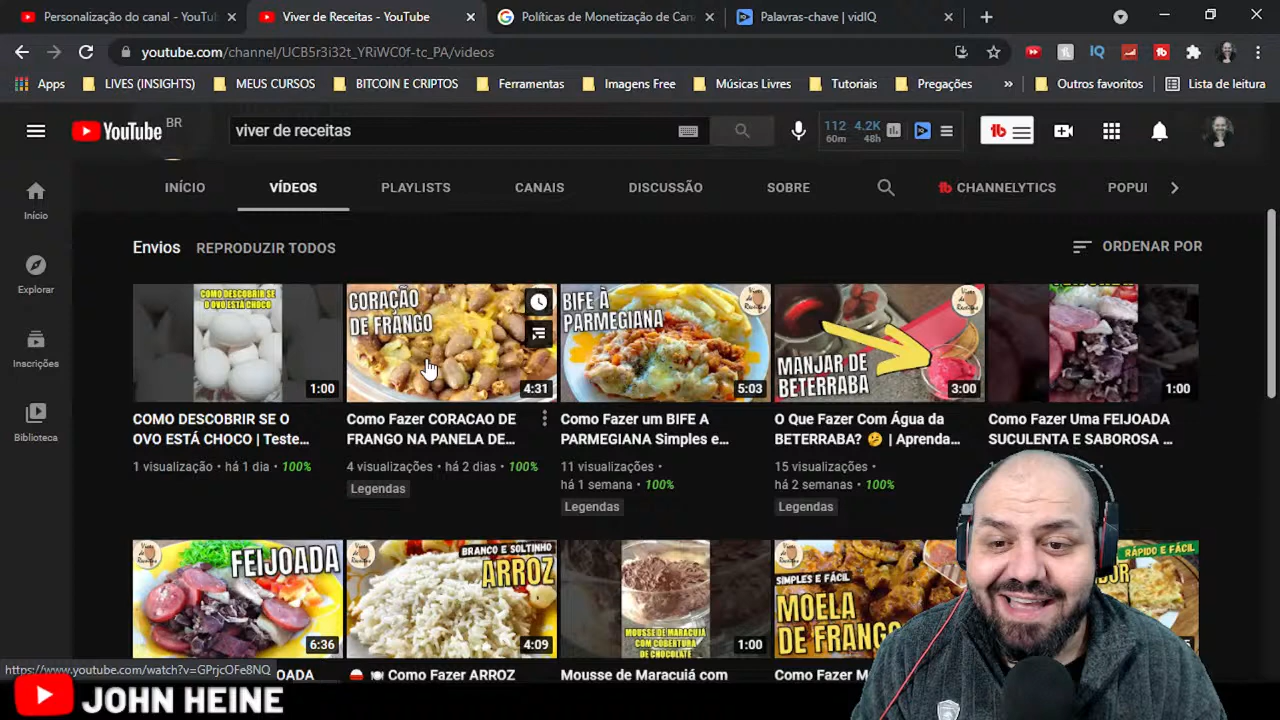 Personalização do canal - YouTu
Viver de Receitas - YouTube
Políticas de Monetização de Can
Palavras-chave | vidIQ
youtube.com/channel/UCB5r3i32t_YRiWC0f-tc_PA/videos
Apps
LIVES (INSIGHTS)
MEUS CURSOS
BITCOIN E CRIPTOS
Ferramentas
Imagens Free
Músicas Livres
Tutoriais
Pregações
»
Outros favoritos
Lista de leitura
YouTube BR
viver de receitas
112 4.2K
60m 48h
Início
Explorar
Inscrições
Biblioteca
INÍCIO VÍDEOS PLAYLISTS CANAIS DISCUSSÃO SOBRE CHANNELYTICS POPUI
Envios REPRODUZIR TODOS ORDENAR POR
COMO DESCOBRIR SE
O OVO ESTÁ CHOCO
1:00
CORAÇÃO
DE FRANGO
4:31
BIFE À
PARMEGIANA
5:03
MANJAR DE
BETERRABA
3:00
1:00
COMO DESCOBRIR SE O
OVO ESTÁ CHOCO | Teste...
1 visualização • há 1 dia • 100%
Como Fazer CORACAO DE
FRANGO NA PANELA DE...
4 visualizações • há 2 dias • 100%
Legendas
Como Fazer um BIFE A
PARMEGIANA Simples e...
11 visualizações •
há 1 semana • 100%
Legendas
O Que Fazer Com Água da
BETERRABA? 🤔 | Aprenda...
15 visualizações •
há 2 semanas • 100%
Legendas
Como Fazer Uma FEIJOADA
SUCULENTA E SABOROSA ...
FEIJOADA
6:36
BRANCO E SOLTINHO
ARROZ
4:09
MOUSSE DE MARACUJÁ
COM COBERTURA
DE CHOCOLATE
1:00
SIMPLES E FÁCIL
MOELA
DE FRANGO
RÁPIDO E FÁCIL
https://www.youtube.com/watch?v=GPrjcOFe8NQ
OADA
Como Fazer ARROZ
Mousse de Maracujá com
Como Fazer M
JOHN HEINE